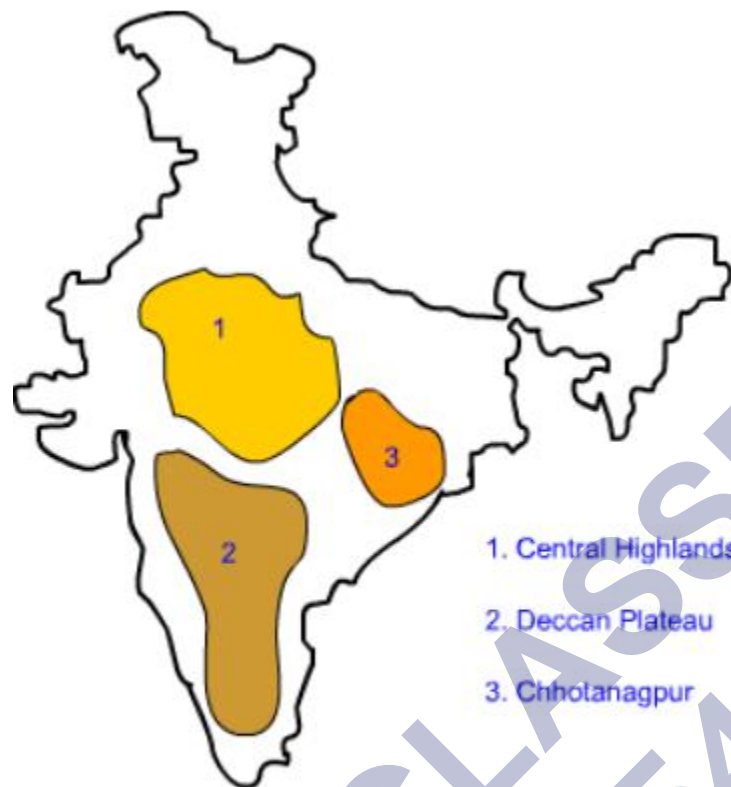 1
3
2
1. Central Highlands
2. Deccan Plateau
3. Chhotanagpur